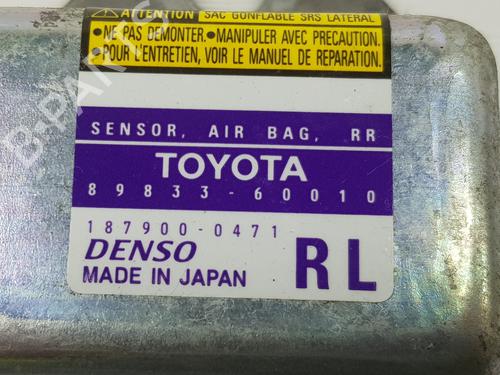 ATTENTION SAC GONFLABLE SRS LATERAL
•NE PAS DEMONTER.•MANIPULER AVEC PRECAUTION.
•POUR L'ENTRETIEN, VOIR LE MANUEL DE REPARATION.
SENSOR, AIR BAG, RR
TOYOTA
89833-60010
187900-0471
DENSO
MADE IN JAPAN
RL
B-PARTS